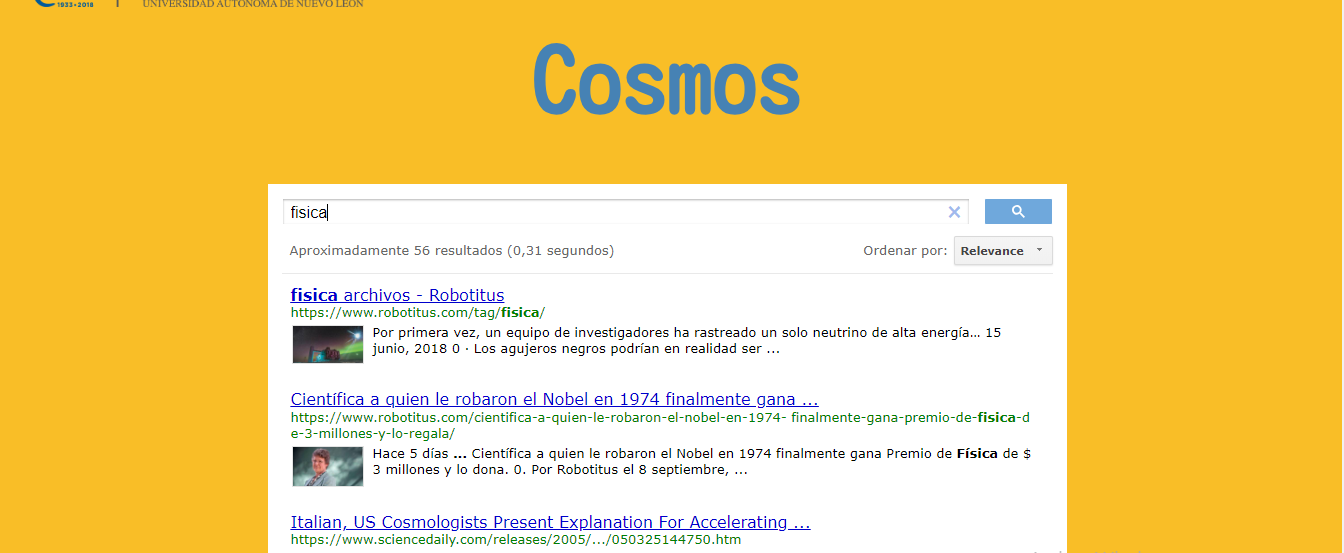 1933 • 2018
UNIVERSIDAD AUTÓNOMA DE NUEVO LEÓN
Cosmos
fisica
Aproximadamente 56 resultados (0,31 segundos)
Ordenar por: Relevance
fisica archivos - Robotitus
https://www.robotitus.com/tag/fisica/
Por primera vez, un equipo de investigadores ha rastreado un solo neutrino de alta energía… 15
junio, 2018 0 · Los agujeros negros podrían en realidad ser ...
Científica a quien le robaron el Nobel en 1974 finalmente gana ...
https://www.robotitus.com/cientifica-a-quien-le-robaron-el-nobel-en-1974- finalmente-gana-premio-de-fisica-d
e-3-millones-y-lo-regala/
Hace 5 días ... Científica a quien le robaron el Nobel en 1974 finalmente gana Premio de Física de $
3 millones y lo dona. 0. Por Robotitus el 8 septiembre, ...
Italian, US Cosmologists Present Explanation For Accelerating ...
https://www.sciencedaily.com/releases/2005/.../050325144750.htm